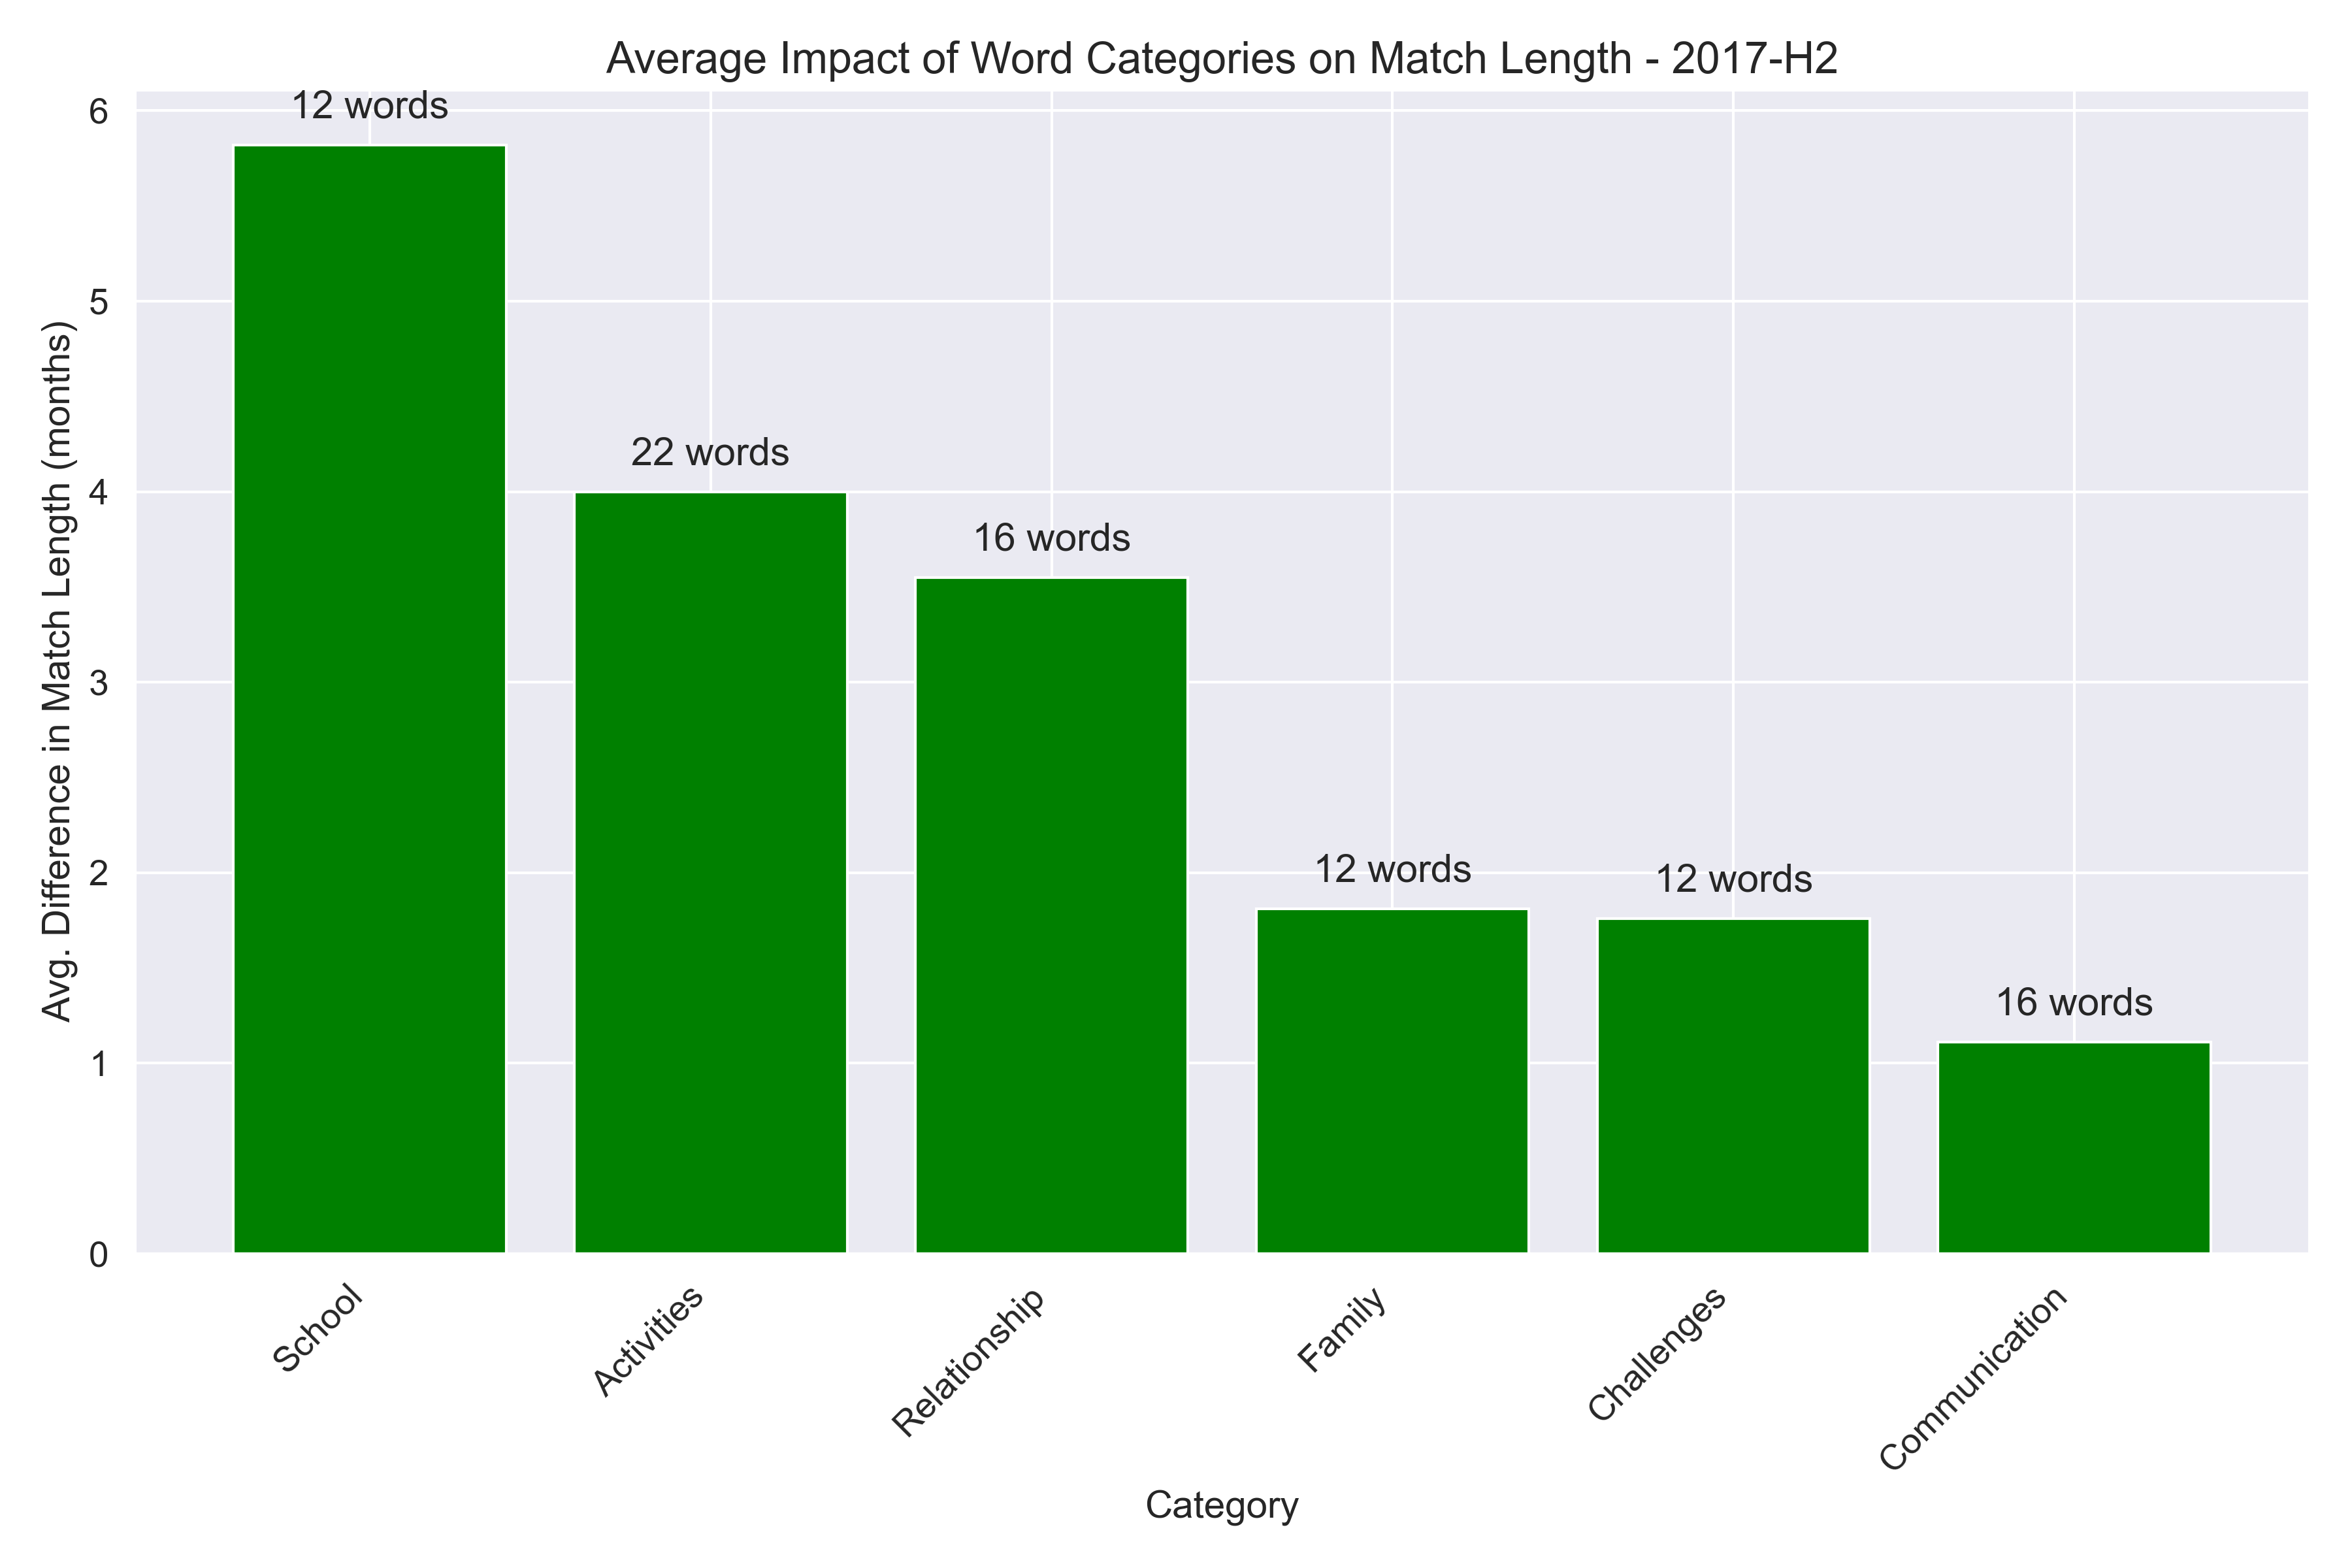 Average Impact of Word Categories on Match Length - 2017-H2
Avg. Difference in Match Length (months)
6
5
4
3
2
1
0
12 words
22 words
16 words
12 words
12 words
16 words
School
Activities
Relationship
Family
Challenges
Communication
Category